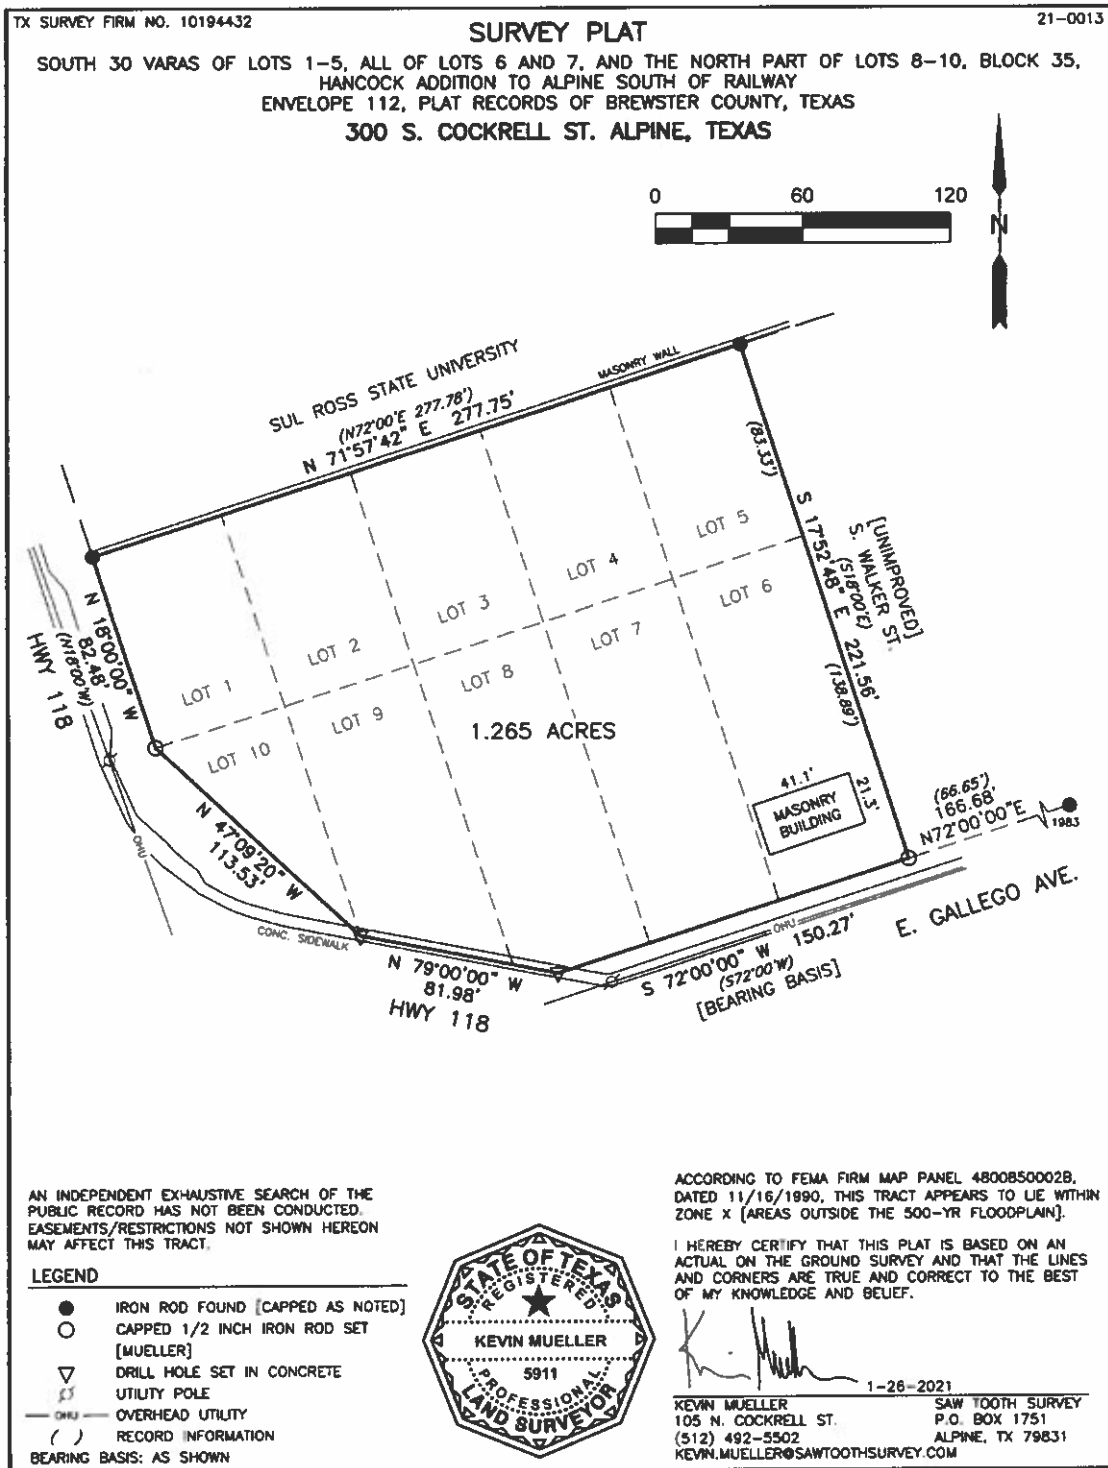 TX SURVEY FIRM NO. 10194432
21-0013
SURVEY PLAT
SOUTH 30 VARAS OF LOTS 1-5, ALL OF LOTS 6 AND 7, AND THE NORTH PART OF LOTS 8-10, BLOCK 35,
HANCOCK ADDITION TO ALPINE SOUTH OF RAILWAY
ENVELOPE 112, PLAT RECORDS OF BREWSTER COUNTY, TEXAS
300 S. COCKRELL ST. ALPINE, TEXAS
0 60 120
N
SUL ROSS STATE UNIVERSITY
(N72°00'E 277.78')
N 71°57'42" E 277.75'
MASONRY WALL
(83.33')
S 17°52'48" E 221.56'
(S18°00'E)
(138.89')
[UNIMPROVED]
S. WALKER ST.
N 18°00'00" W
82.48'
(N18°00'W)
HWY 118
LOT 1
LOT 2
LOT 3
LOT 4
LOT 5
LOT 6
LOT 7
LOT 8
LOT 9
LOT 10
1.265 ACRES
41.1'
21.3'
MASONRY
BUILDING
(66.65')
166.68'
N72°00'00"E
1983
N 47°09'20" W
113.53'
OHU
CONC. SIDEWALK
N 79°00'00" W
81.98'
HWY 118
OHU
S 72°00'00" W 150.27'
(S72°00'W)
[BEARING BASIS]
E. GALLEGO AVE.
AN INDEPENDENT EXHAUSTIVE SEARCH OF THE
PUBLIC RECORD HAS NOT BEEN CONDUCTED.
EASEMENTS/RESTRICTIONS NOT SHOWN HEREON
MAY AFFECT THIS TRACT.
LEGEND
IRON ROD FOUND [CAPPED AS NOTED]
CAPPED 1/2 INCH IRON ROD SET
[MUELLER]
DRILL HOLE SET IN CONCRETE
UTILITY POLE
OHU OVERHEAD UTILITY
( ) RECORD INFORMATION
BEARING BASIS: AS SHOWN
STATE OF TEXAS
REGISTERED
KEVIN MUELLER
5911
PROFESSIONAL
LAND SURVEYOR
ACCORDING TO FEMA FIRM MAP PANEL 4800850002B,
DATED 11/16/1990, THIS TRACT APPEARS TO LIE WITHIN
ZONE X [AREAS OUTSIDE THE 500-YR FLOODPLAIN].
I HEREBY CERTIFY THAT THIS PLAT IS BASED ON AN
ACTUAL ON THE GROUND SURVEY AND THAT THE LINES
AND CORNERS ARE TRUE AND CORRECT TO THE BEST
OF MY KNOWLEDGE AND BELIEF.
1-26-2021
KEVIN MUELLER SAW TOOTH SURVEY
105 N. COCKRELL ST. P.O. BOX 1751
(512) 492-5502 ALPINE, TX 79831
KEVIN.MUELLER@SAWTOOTHSURVEY.COM